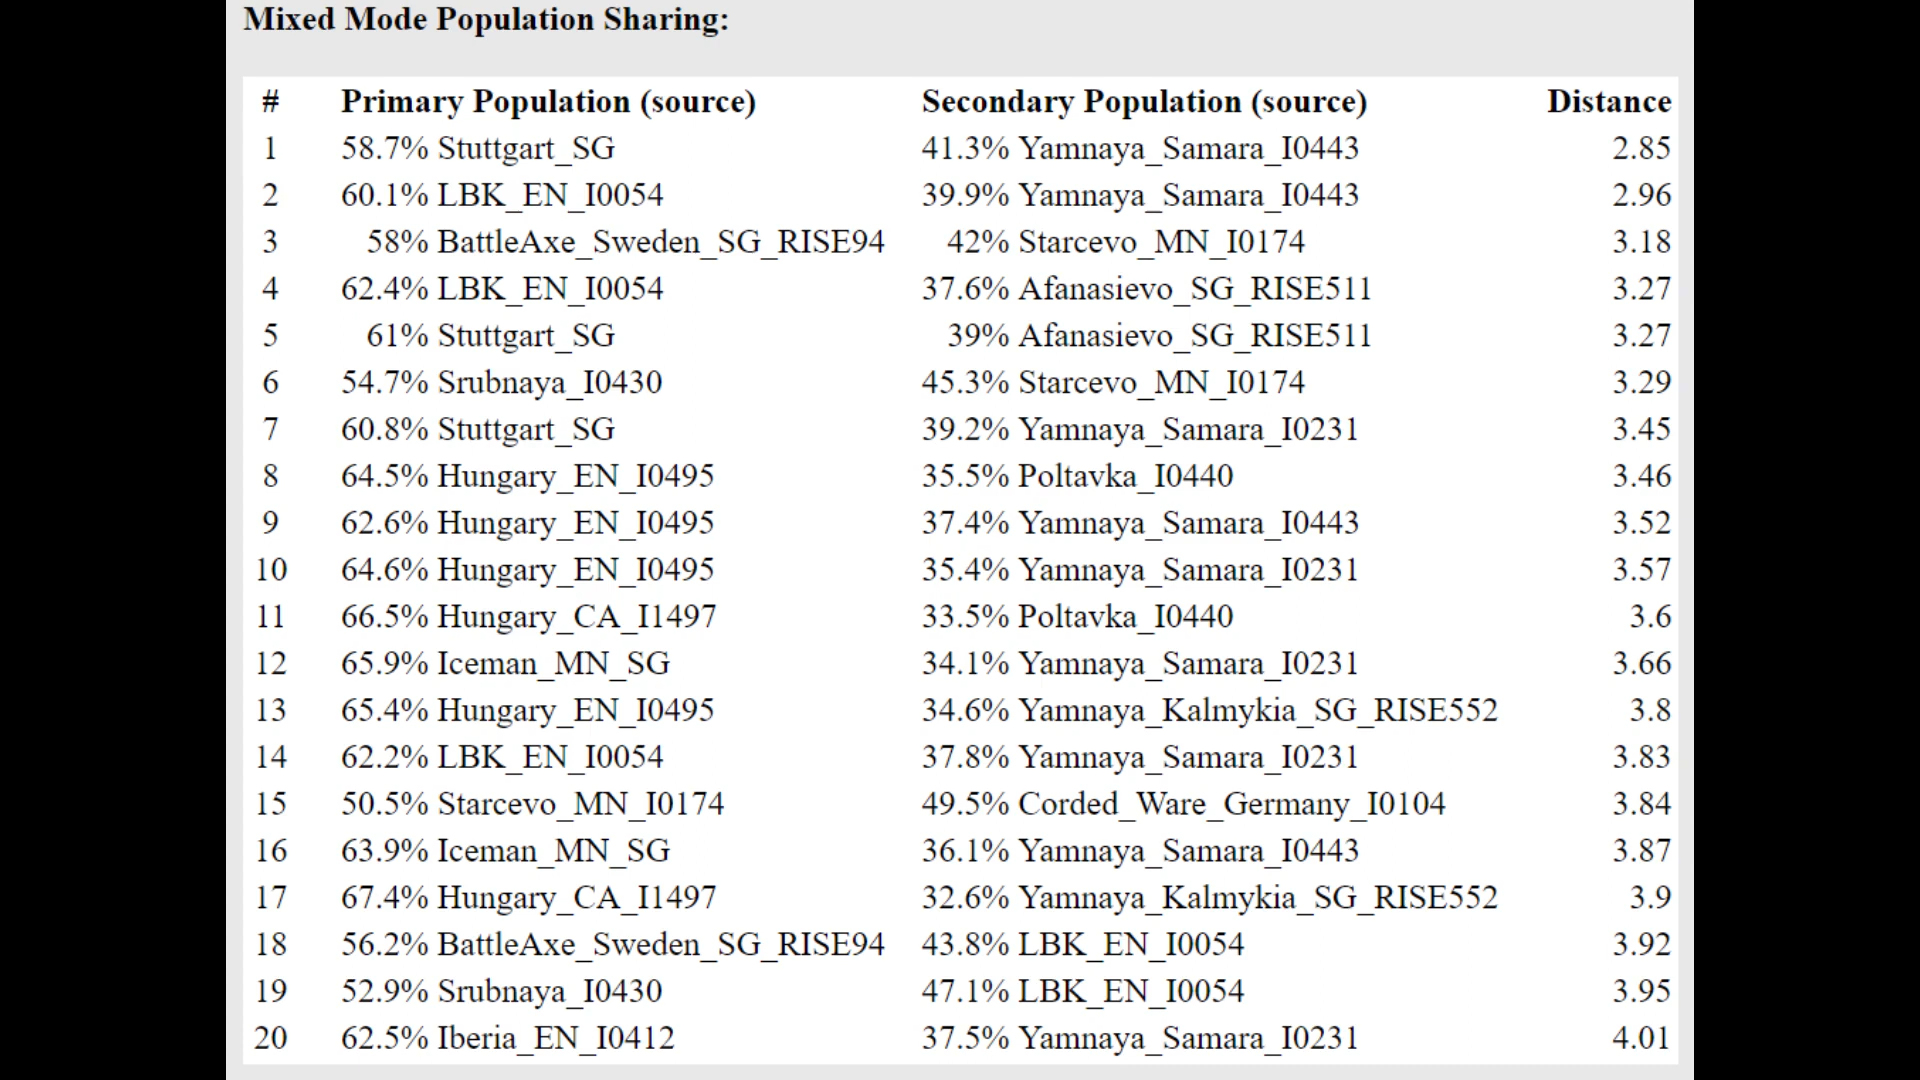 Mixed Mode Population Sharing:
# Primary Population (source) Secondary Population (source) Distance
1 58.7% Stuttgart_SG 41.3% Yamnaya_Samara_I0443 2.85
2 60.1% LBK_EN_I0054 39.9% Yamnaya_Samara_I0443 2.96
3 58% BattleAxe_Sweden_SG_RISE94 42% Starcevo_MN_I0174 3.18
4 62.4% LBK_EN_I0054 37.6% Afanasievo_SG_RISE511 3.27
5 61% Stuttgart_SG 39% Afanasievo_SG_RISE511 3.27
6 54.7% Srubnaya_I0430 45.3% Starcevo_MN_I0174 3.29
7 60.8% Stuttgart_SG 39.2% Yamnaya_Samara_I0231 3.45
8 64.5% Hungary_EN_I0495 35.5% Poltavka_I0440 3.46
9 62.6% Hungary_EN_I0495 37.4% Yamnaya_Samara_I0443 3.52
10 64.6% Hungary_EN_I0495 35.4% Yamnaya_Samara_I0231 3.57
11 66.5% Hungary_CA_I1497 33.5% Poltavka_I0440 3.6
12 65.9% Iceman_MN_SG 34.1% Yamnaya_Samara_I0231 3.66
13 65.4% Hungary_EN_I0495 34.6% Yamnaya_Kalmykia_SG_RISE552 3.8
14 62.2% LBK_EN_I0054 37.8% Yamnaya_Samara_I0231 3.83
15 50.5% Starcevo_MN_I0174 49.5% Corded_Ware_Germany_I0104 3.84
16 63.9% Iceman_MN_SG 36.1% Yamnaya_Samara_I0443 3.87
17 67.4% Hungary_CA_I1497 32.6% Yamnaya_Kalmykia_SG_RISE552 3.9
18 56.2% BattleAxe_Sweden_SG_RISE94 43.8% LBK_EN_I0054 3.92
19 52.9% Srubnaya_I0430 47.1% LBK_EN_I0054 3.95
20 62.5% Iberia_EN_I0412 37.5% Yamnaya_Samara_I0231 4.01